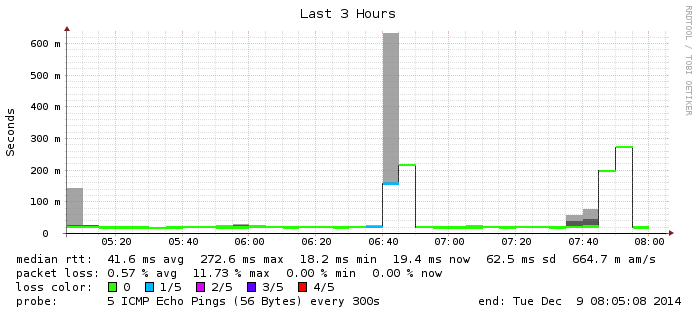 Last 3 Hours
RRDTOOL / TOBI OETIKER
Seconds
600 m
500 m
400 m
300 m
200 m
100 m
0
05:20 05:40 06:00 06:20 06:40 07:00 07:20 07:40 08:00
median rtt: 41.6 ms avg 272.6 ms max 18.2 ms min 19.4 ms now 62.5 ms sd 664.7 m am/s
packet loss: 0.57 % avg 11.73 % max 0.00 % min 0.00 % now
loss color: 0 1/5 2/5 3/5 4/5
probe: 5 ICMP Echo Pings (56 Bytes) every 300s end: Tue Dec 9 08:05:08 2014